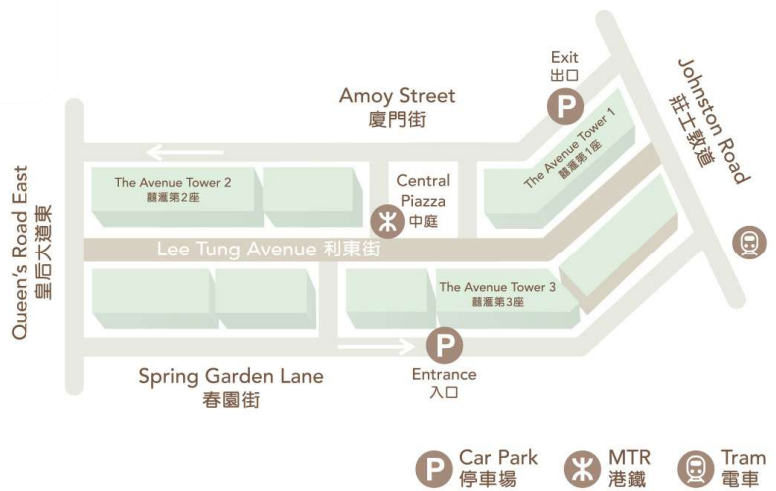 Exit
出口
Amoy Street
廈門街
Johnston Road
莊士敦道
The Avenue Tower 1
囍滙第1座
The Avenue Tower 2
囍滙第2座
Central
Piazza
中庭
Queen's Road East
皇后大道東
Lee Tung Avenue 利東街
The Avenue Tower 3
囍滙第3座
Spring Garden Lane
春園街
P
Entrance
入口
P
P
Car Park
停車場
MTR
港鐵
Tram
電車